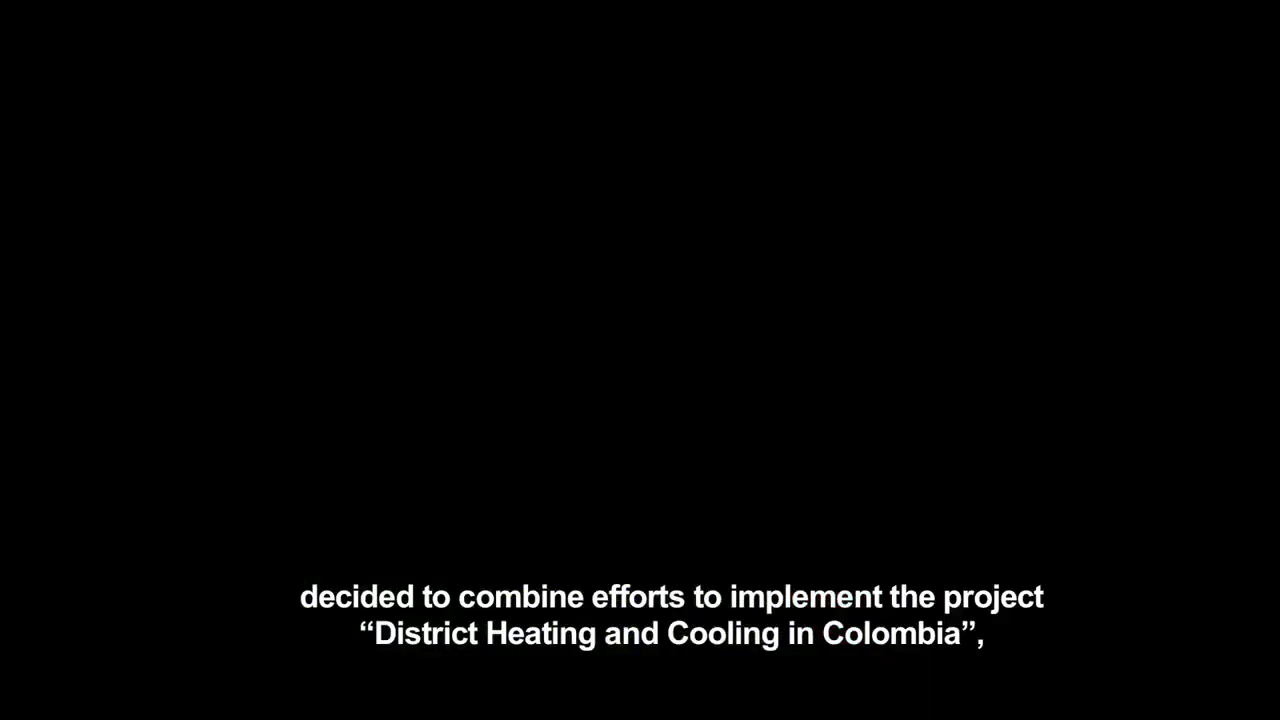 decided to combine efforts to implement the project
“District Heating and Cooling in Colombia”,